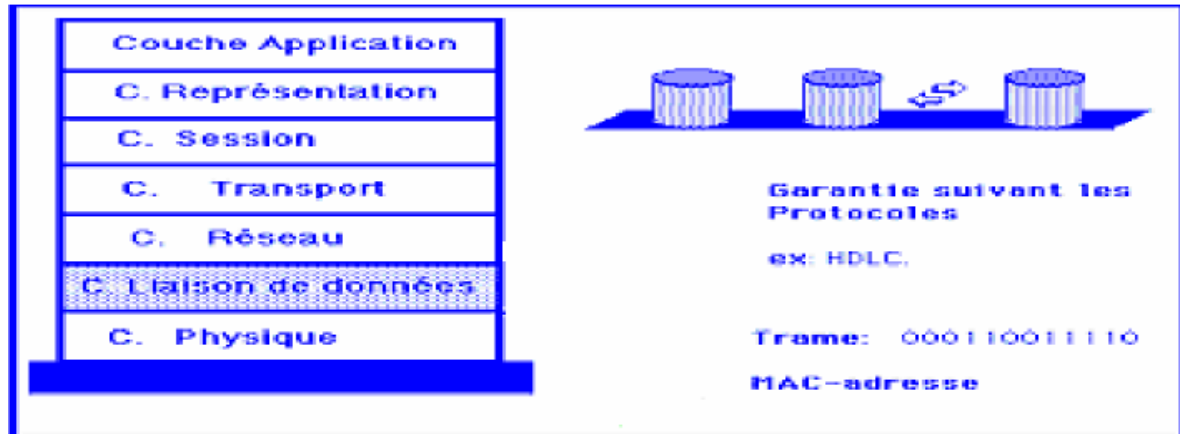 Couche Application
C. Représentation
C. Session
C. Transport
C. Réseau
C. Liaison de données
C. Physique
Garantie suivant les
Protocoles
ex: HDLC.
Trame: 000110011110
MAC-adresse